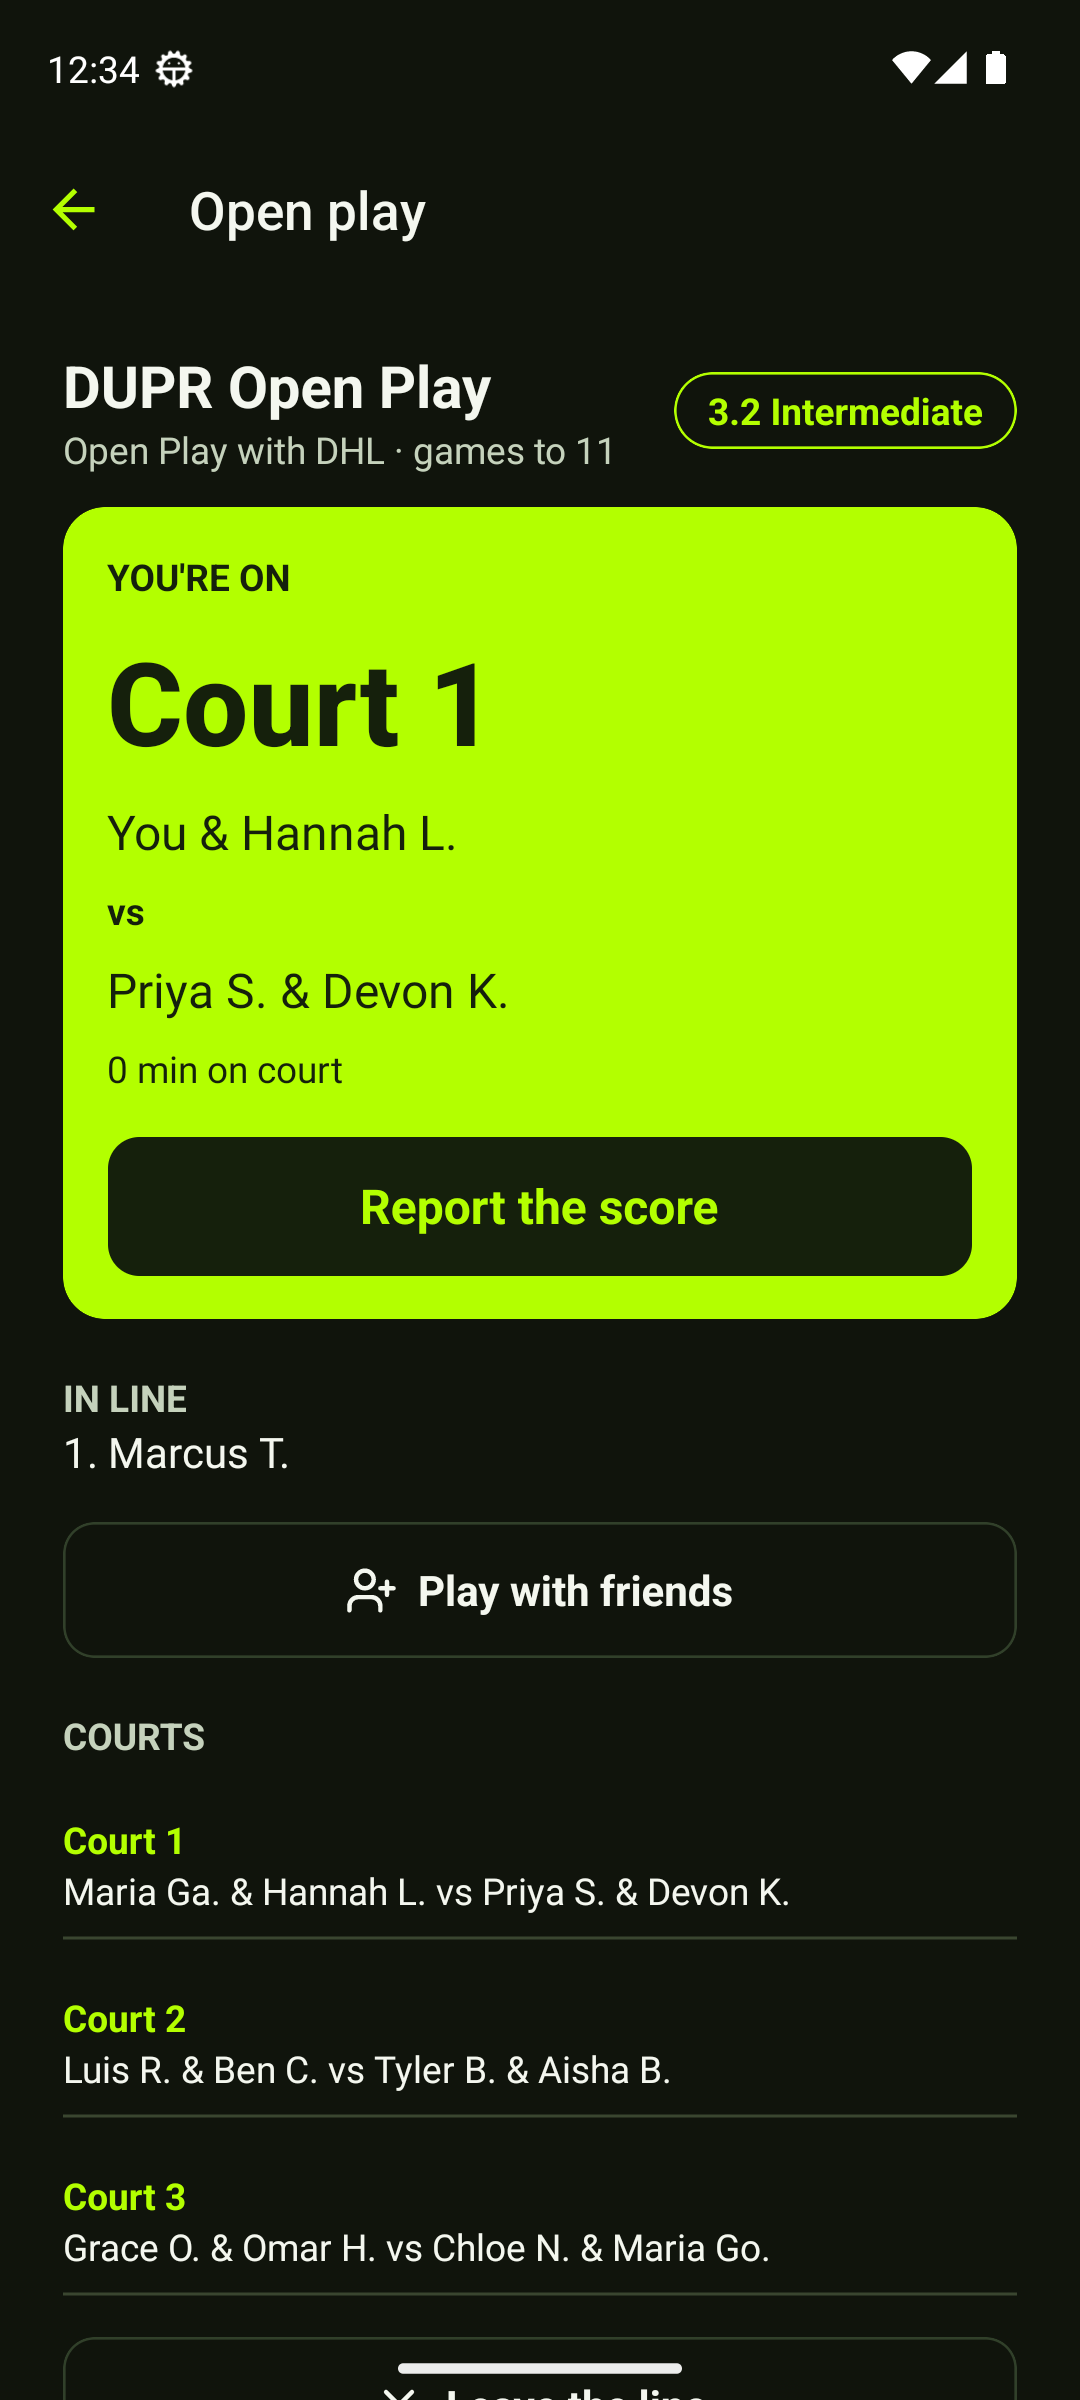 12:34
Open play
DUPR Open Play
Open Play with DHL · games to 11
3.2 Intermediate
YOU'RE ON
Court 1
You & Hannah L.
vs
Priya S. & Devon K.
0 min on court
Report the score
IN LINE
1. Marcus T.
Play with friends
COURTS
Court 1
Maria Ga. & Hannah L. vs Priya S. & Devon K.
Court 2
Luis R. & Ben C. vs Tyler B. & Aisha B.
Court 3
Grace O. & Omar H. vs Chloe N. & Maria Go.
Leave the line